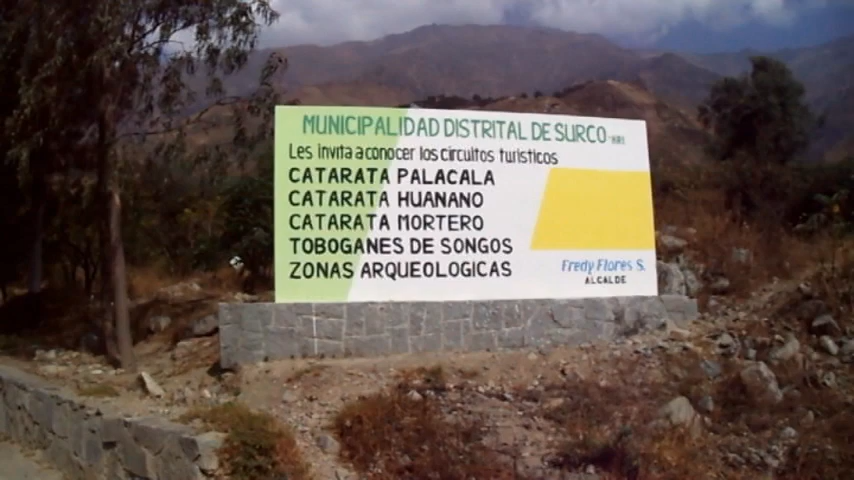 MUNICIPALIDAD DISTRITAL DE SURCO
Les invita a conocer los círcuitos turisticos
CATARATA PALACALA
CATARATA HUANANO
CATARATA MORTERO
TOBOGANES DE SONGOS
ZONAS ARQUEOLOGICAS
Fredy Flores S.
ALCALDE